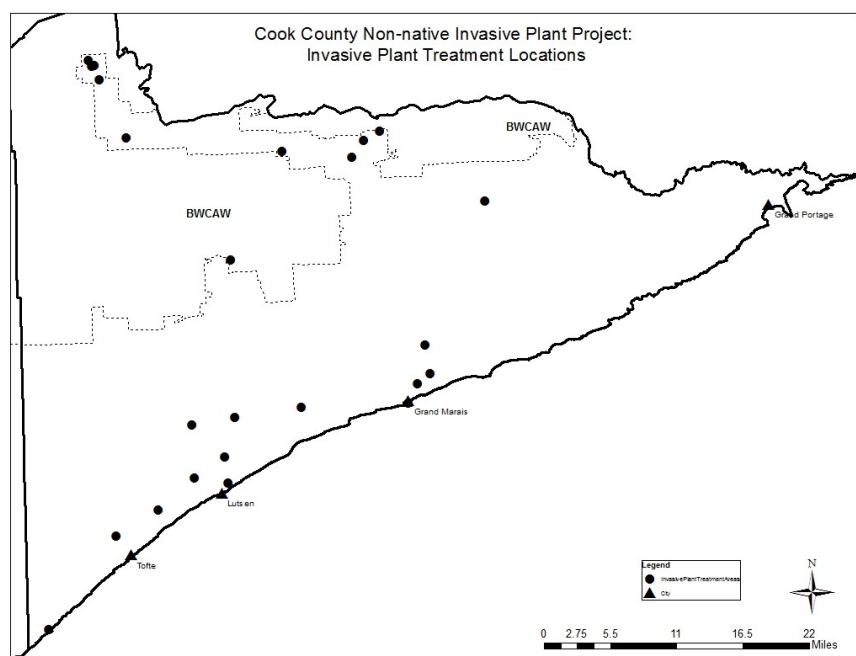 Cook County Non-native Invasive Plant Project:
Invasive Plant Treatment Locations
BWCAW
BWCAW
Grand Portage
Grand Marais
Lutsen
Tofte
Legend
InvasivePlantTreatmentAreas
City
N
0 2.75 5.5 11 16.5 22
Miles